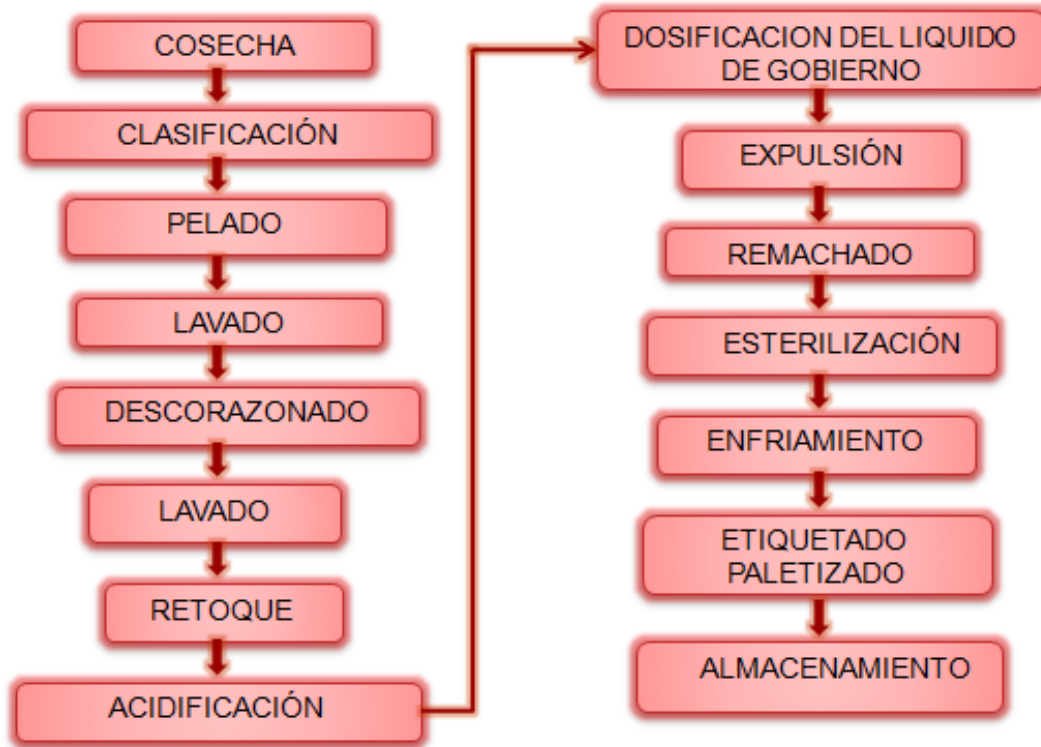 COSECHA
CLASIFICACIÓN
PELADO
LAVADO
DESCORAZONADO
LAVADO
RETOQUE
ACIDIFICACIÓN
DOSIFICACION DEL LIQUIDO
DE GOBIERNO
EXPULSIÓN
REMACHADO
ESTERILIZACIÓN
ENFRIAMIENTO
ETIQUETADO
PALETIZADO
ALMACENAMIENTO